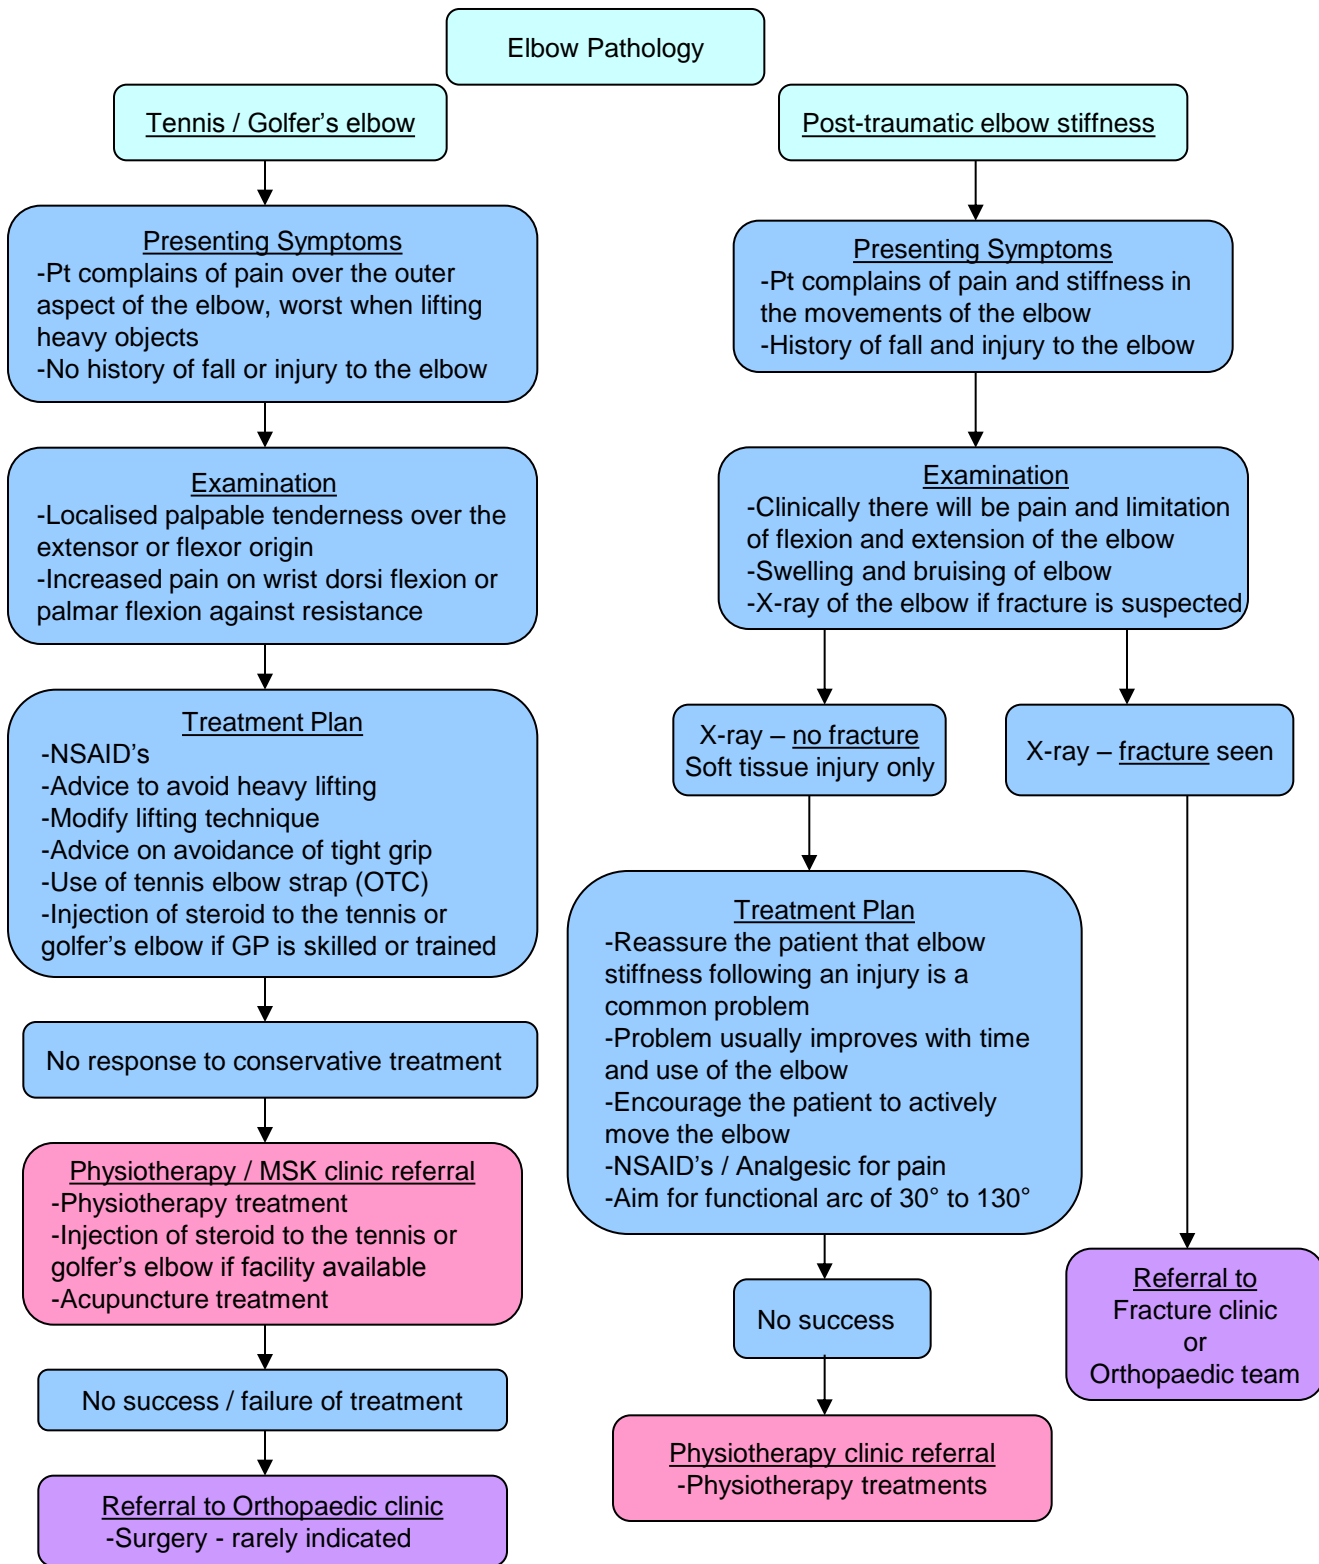 Elbow Pathology
Tennis / Golfer's elbow
Presenting Symptoms
-Pt complains of pain over the outer
aspect of the elbow, worst when lifting
heavy objects
-No history of fall or injury to the elbow
Examination
-Localised palpable tenderness over the
extensor or flexor origin
-Increased pain on wrist dorsi flexion or
palmar flexion against resistance
Treatment Plan
-NSAID's
-Advice to avoid heavy lifting
-Modify lifting technique
-Advice on avoidance of tight grip
-Use of tennis elbow strap (OTC)
-Injection of steroid to the tennis or
golfer's elbow if GP is skilled or trained
No response to conservative treatment
Physiotherapy / MSK clinic referral
-Physiotherapy treatment
-Injection of steroid to the tennis or
golfer's elbow if facility available
-Acupuncture treatment
No success / failure of treatment
Referral to Orthopaedic clinic
-Surgery - rarely indicated
Post-traumatic elbow stiffness
Presenting Symptoms
-Pt complains of pain and stiffness in
the movements of the elbow
-History of fall and injury to the elbow
Examination
-Clinically there will be pain and limitation
of flexion and extension of the elbow
-Swelling and bruising of elbow
-X-ray of the elbow if fracture is suspected
X-ray – no fracture
Soft tissue injury only
Treatment Plan
-Reassure the patient that elbow
stiffness following an injury is a
common problem
-Problem usually improves with time
and use of the elbow
-Encourage the patient to actively
move the elbow
-NSAID's / Analgesic for pain
-Aim for functional arc of 30° to 130°
No success
Physiotherapy clinic referral
-Physiotherapy treatments
X-ray – fracture seen
Referral to
Fracture clinic
or
Orthopaedic team